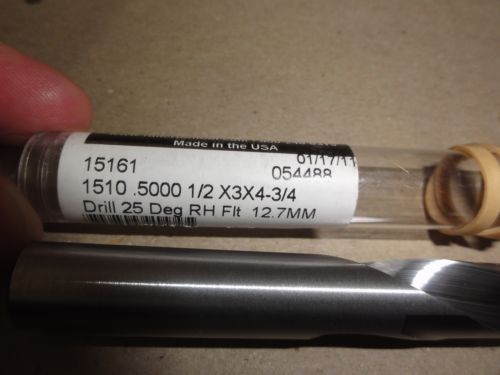 Made in the USA
15161 01/17/11
054488
1510 .5000 1/2 X3X4-3/4
Drill 25 Deg RH Flt 12.7MM